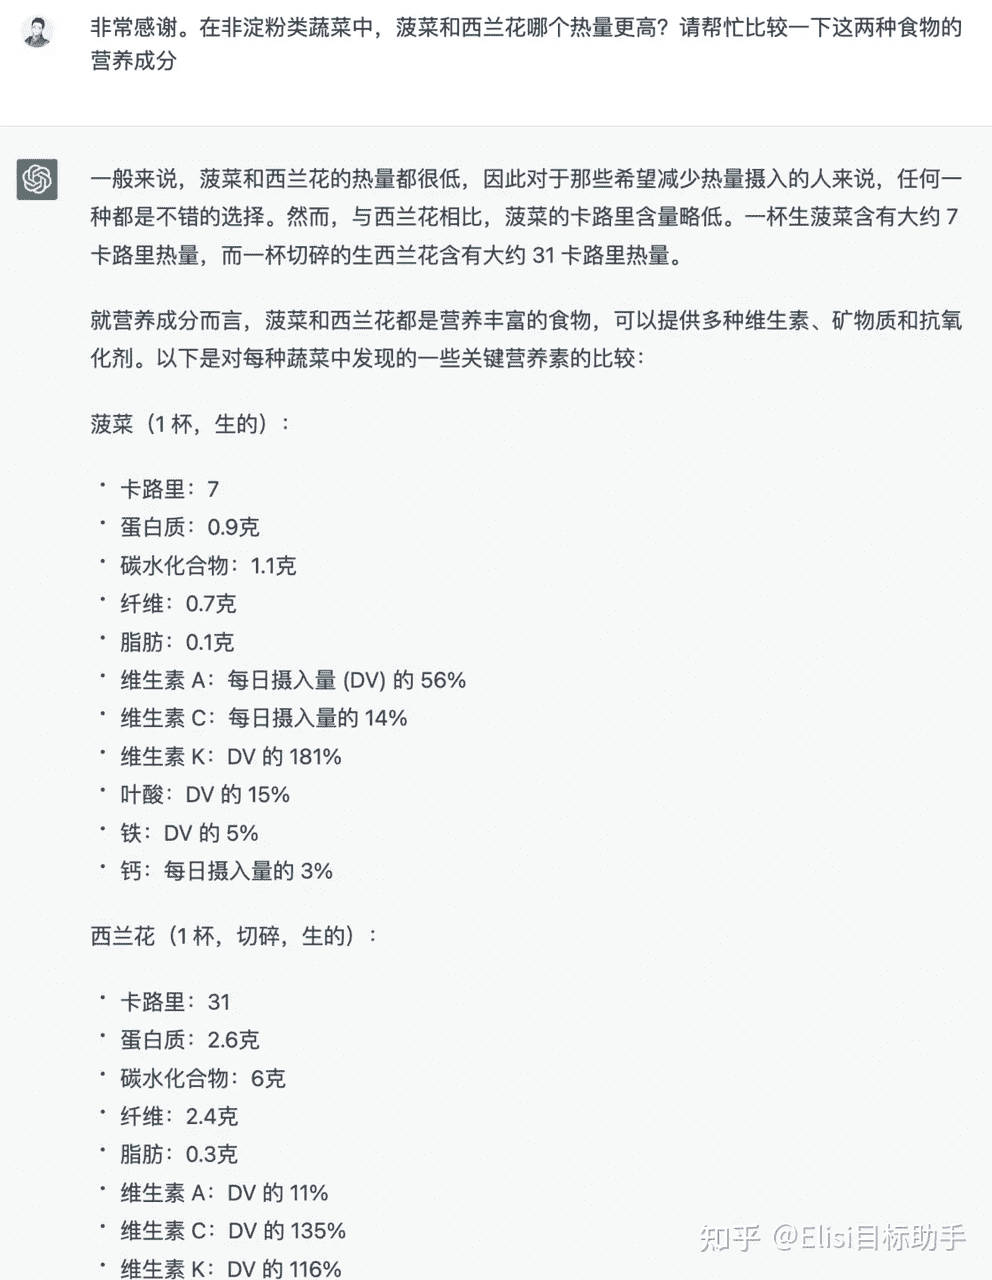 非常感谢。在非淀粉类蔬菜中，菠菜和西兰花哪个热量更高？请帮忙比较一下这两种食物的
营养成分
一般来说，菠菜和西兰花的热量都很低，因此对于那些希望减少热量摄入的人来说，任何一
种都是不错的选择。然而，与西兰花相比，菠菜的卡路里含量略低。一杯生菠菜含有大约 7
卡路里热量，而一杯切碎的生西兰花含有大约 31 卡路里热量。
就营养成分而言，菠菜和西兰花都是营养丰富的食物，可以提供多种维生素、矿物质和抗氧
化剂。以下是对每种蔬菜中发现的一些关键营养素的比较：
菠菜（1 杯，生的）：
• 卡路里：7
• 蛋白质：0.9克
• 碳水化合物：1.1克
• 纤维：0.7克
• 脂肪：0.1克
• 维生素 A：每日摄入量 (DV) 的 56%
• 维生素 C：每日摄入量的 14%
• 维生素 K：DV 的 181%
• 叶酸：DV 的 15%
• 铁：DV 的 5%
• 钙：每日摄入量的 3%
西兰花（1 杯，切碎，生的）：
• 卡路里：31
• 蛋白质：2.6克
• 碳水化合物：6克
• 纤维：2.4克
• 脂肪：0.3克
• 维生素 A：DV 的 11%
• 维生素 C：DV 的 135%
• 维生素 K：DV 的 116%
知乎 @Elisi目标助手